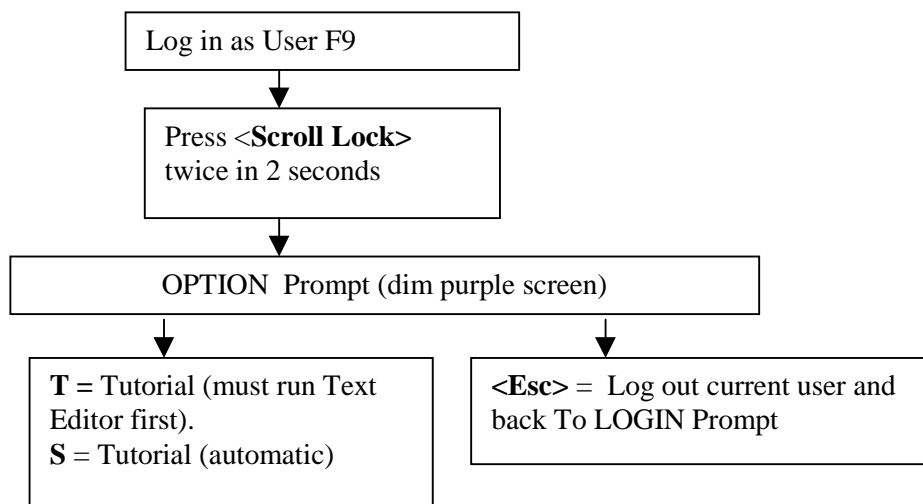 Log in as User F9
Press <Scroll Lock>
twice in 2 seconds
OPTION  Prompt (dim purple screen)
T = Tutorial (must run Text
Editor first).
S = Tutorial (automatic)
<Esc> =  Log out current user and
back To LOGIN Prompt